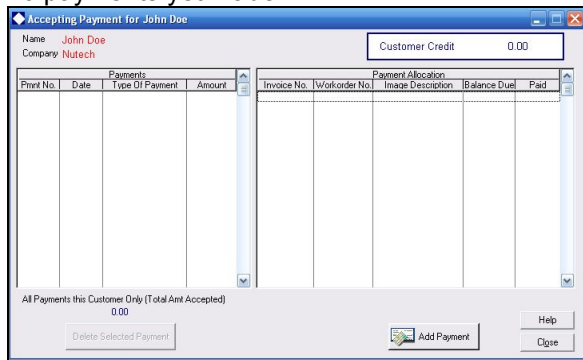 Accepting Payment for John Doe
Name John Doe
Company Nutech
Customer Credit 0.00
Payments
Pmnt No. Date Type Of Payment Amount
Payment Allocation
Invoice No. Workorder No. Image Description Balance Due Paid
All Payments this Customer Only (Total Amt Accepted)
0.00
Delete Selected Payment
Add Payment
Help
Close